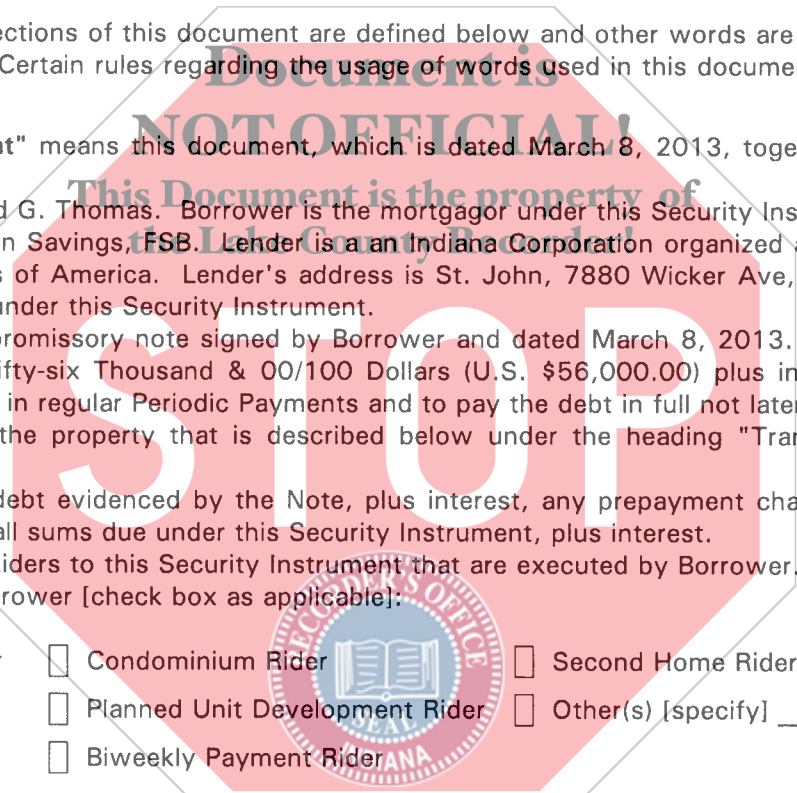 ections of this document are defined below and other words are
Document is
Certain rules regarding the usage of words used in this docume
NOT OFFICIAL!
nt" means this document, which is dated March 8, 2013, toge
This Document is the property of
d G. Thomas. Borrower is the mortgagor under this Security Ins
the Lake County Recorder!
n Savings, FSB. Lender is a an Indiana Corporation organized a
s of America. Lender's address is St. John, 7880 Wicker Ave,
under this Security Instrument.
promissory note signed by Borrower and dated March 8, 2013.
ifty-six Thousand & 00/100 Dollars (U.S. $56,000.00) plus in
in regular Periodic Payments and to pay the debt in full not later
the property that is described below under the heading "Tran
STOP
debt evidenced by the Note, plus interest, any prepayment cha
all sums due under this Security Instrument, plus interest.
iders to this Security Instrument that are executed by Borrower.
rower [check box as applicable]:
RECORDER'S OFFICE
r Condominium Rider Second Home Rider
Planned Unit Development Rider Other(s) [specify]
SEAL
Biweekly Payment Rider
INDIANA